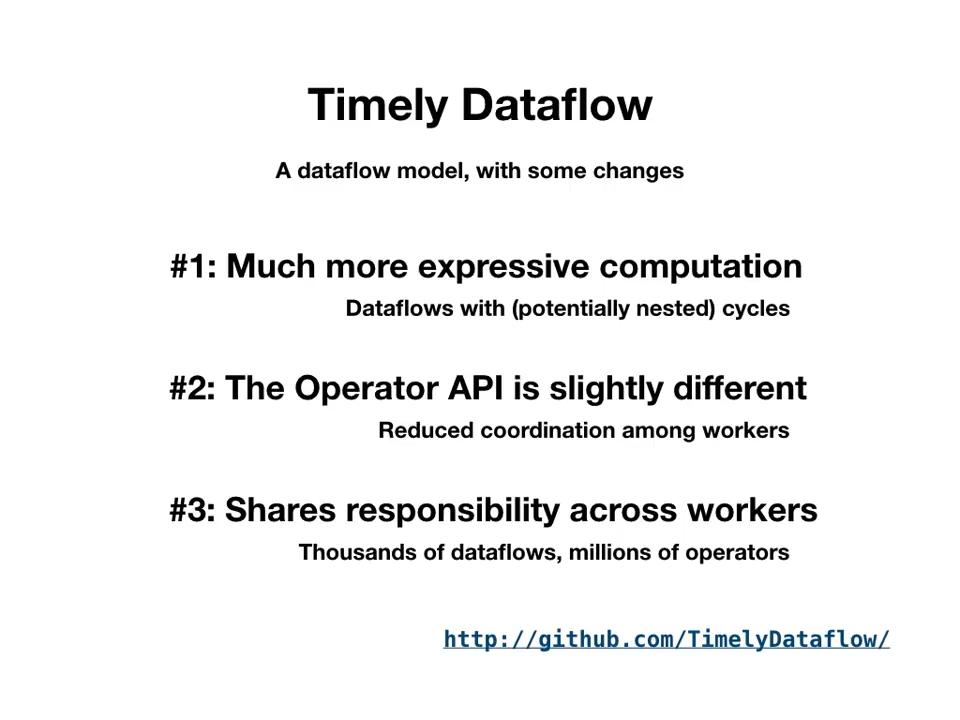 Timely Dataflow
A dataflow model, with some changes
#1: Much more expressive computation
Dataflows with (potentially nested) cycles
#2: The Operator API is slightly different
Reduced coordination among workers
#3: Shares responsibility across workers
Thousands of dataflows, millions of operators
http://github.com/TimelyDataflow/